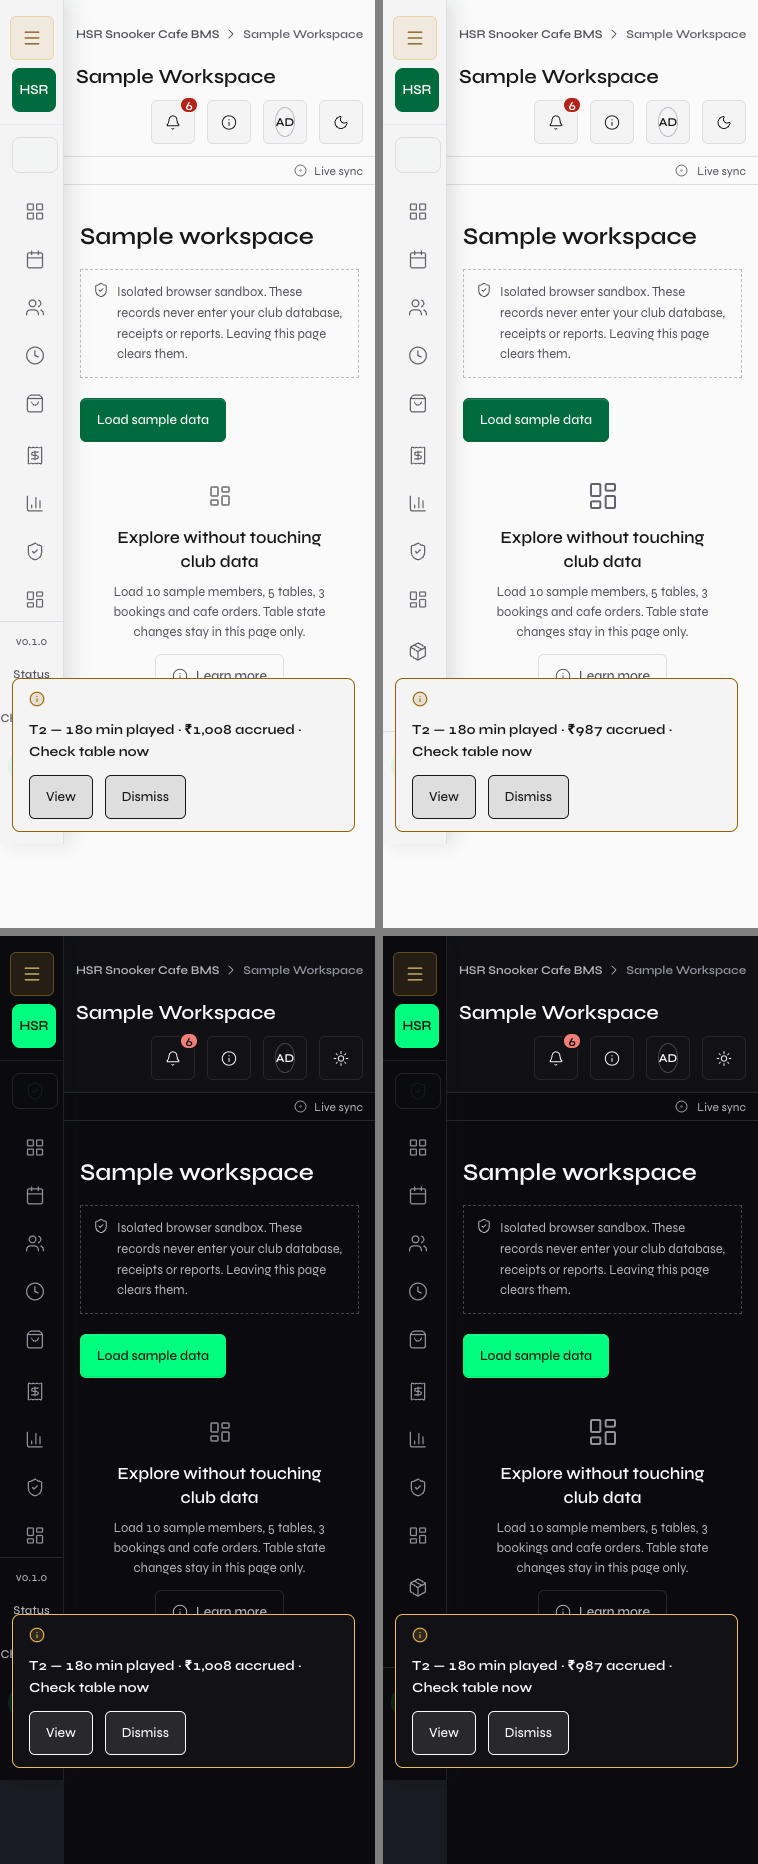 HSR Snooker Cafe BMS > Sample Workspace
HSR
Sample Workspace
6
AD
Live sync
Sample workspace
Isolated browser sandbox. These
records never enter your club database,
receipts or reports. Leaving this page
clears them.
Load sample data
Explore without touching
club data
Load 10 sample members, 5 tables, 3
bookings and cafe orders. Table state
changes stay in this page only.
Learn more
v0.1.0
Status
T2 — 180 min played · ₹1,008 accrued ·
Check table now
View
Dismiss
HSR Snooker Cafe BMS > Sample Workspace
HSR
Sample Workspace
6
AD
Live sync
Sample workspace
Isolated browser sandbox. These
records never enter your club database,
receipts or reports. Leaving this page
clears them.
Load sample data
Explore without touching
club data
Load 10 sample members, 5 tables, 3
bookings and cafe orders. Table state
changes stay in this page only.
Learn more
T2 — 180 min played · ₹987 accrued ·
Check table now
View
Dismiss
HSR Snooker Cafe BMS > Sample Workspace
HSR
Sample Workspace
6
AD
Live sync
Sample workspace
Isolated browser sandbox. These
records never enter your club database,
receipts or reports. Leaving this page
clears them.
Load sample data
Explore without touching
club data
Load 10 sample members, 5 tables, 3
bookings and cafe orders. Table state
changes stay in this page only.
Learn more
v0.1.0
Status
T2 — 180 min played · ₹1,008 accrued ·
Check table now
View
Dismiss
HSR Snooker Cafe BMS > Sample Workspace
HSR
Sample Workspace
6
AD
Live sync
Sample workspace
Isolated browser sandbox. These
records never enter your club database,
receipts or reports. Leaving this page
clears them.
Load sample data
Explore without touching
club data
Load 10 sample members, 5 tables, 3
bookings and cafe orders. Table state
changes stay in this page only.
Learn more
T2 — 180 min played · ₹987 accrued ·
Check table now
View
Dismiss